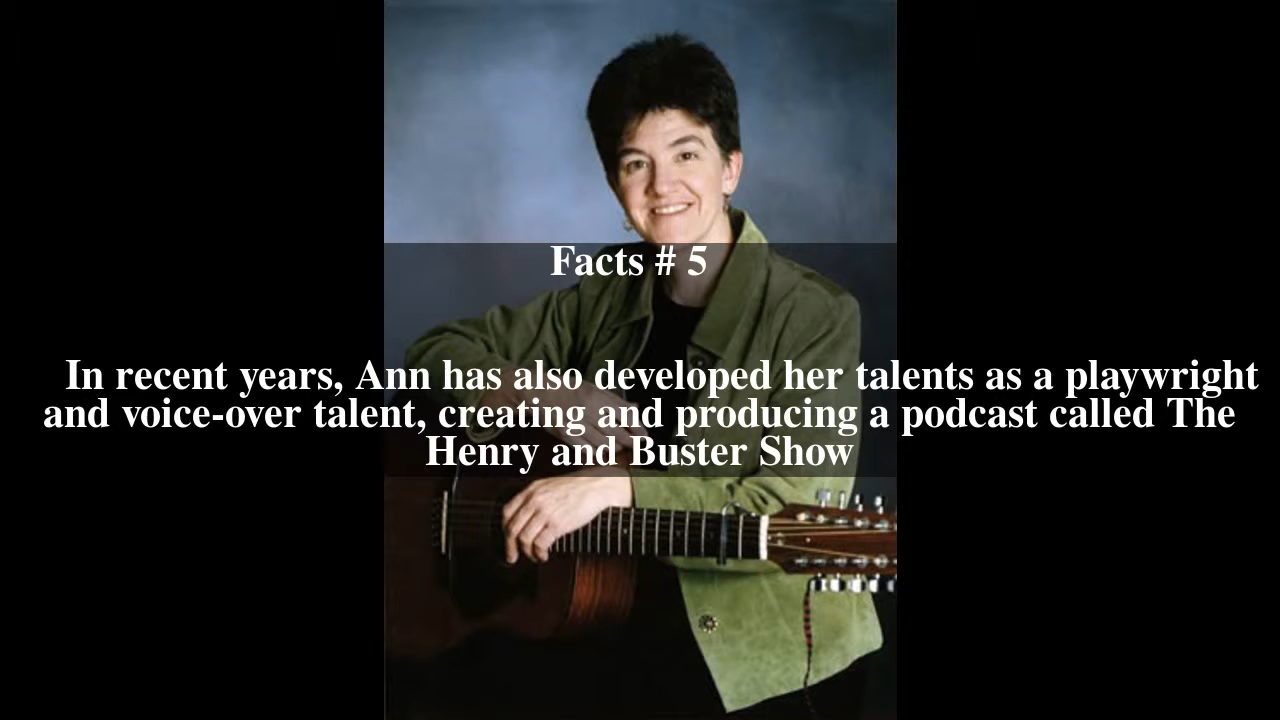 Facts # 5
In recent years, Ann has also developed her talents as a playwright
and voice-over talent, creating and producing a podcast called The
Henry and Buster Show